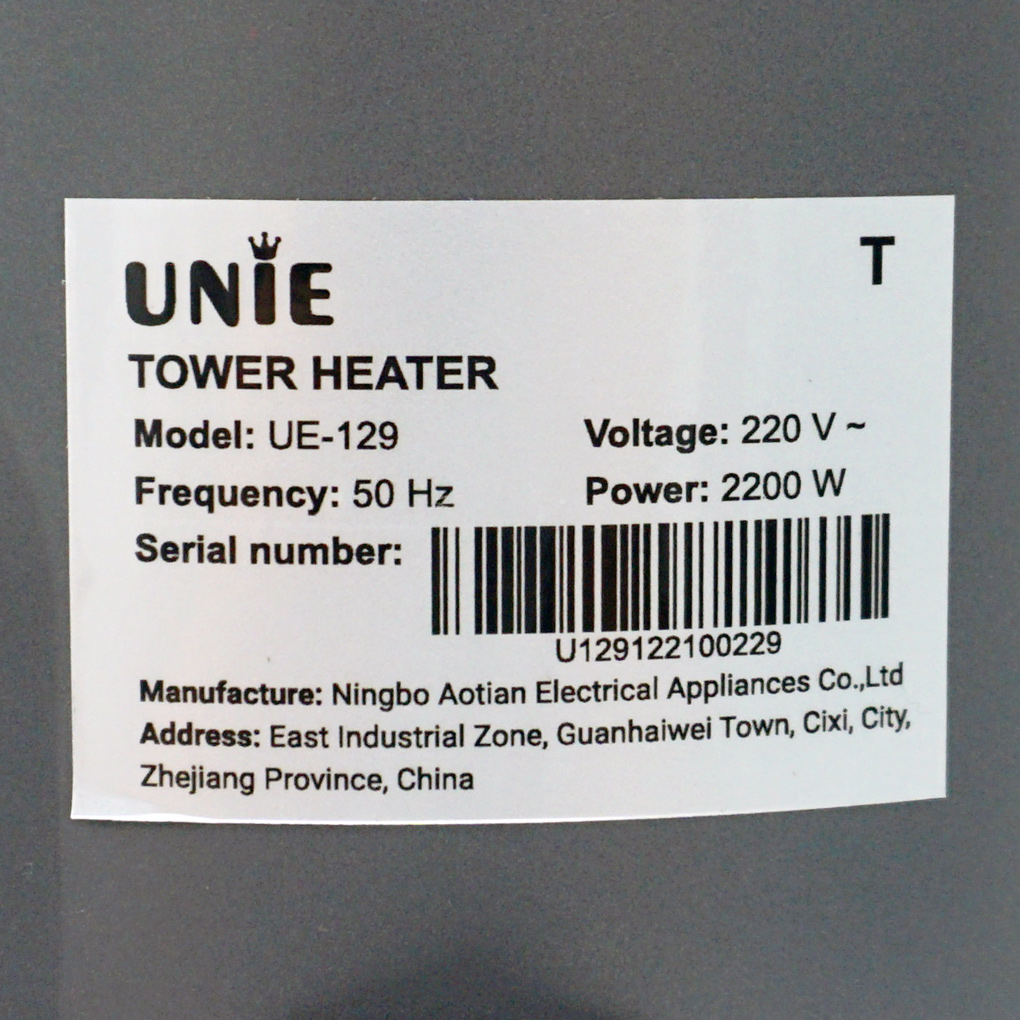 UNIE
T
TOWER HEATER
Model: UE-129 Voltage: 220 V ~
Frequency: 50 Hz Power: 2200 W
Serial number:
U129122100229
Manufacture: Ningbo Aotian Electrical Appliances Co.,Ltd
Address: East Industrial Zone, Guanhaiwei Town, Cixi, City,
Zhejiang Province, China